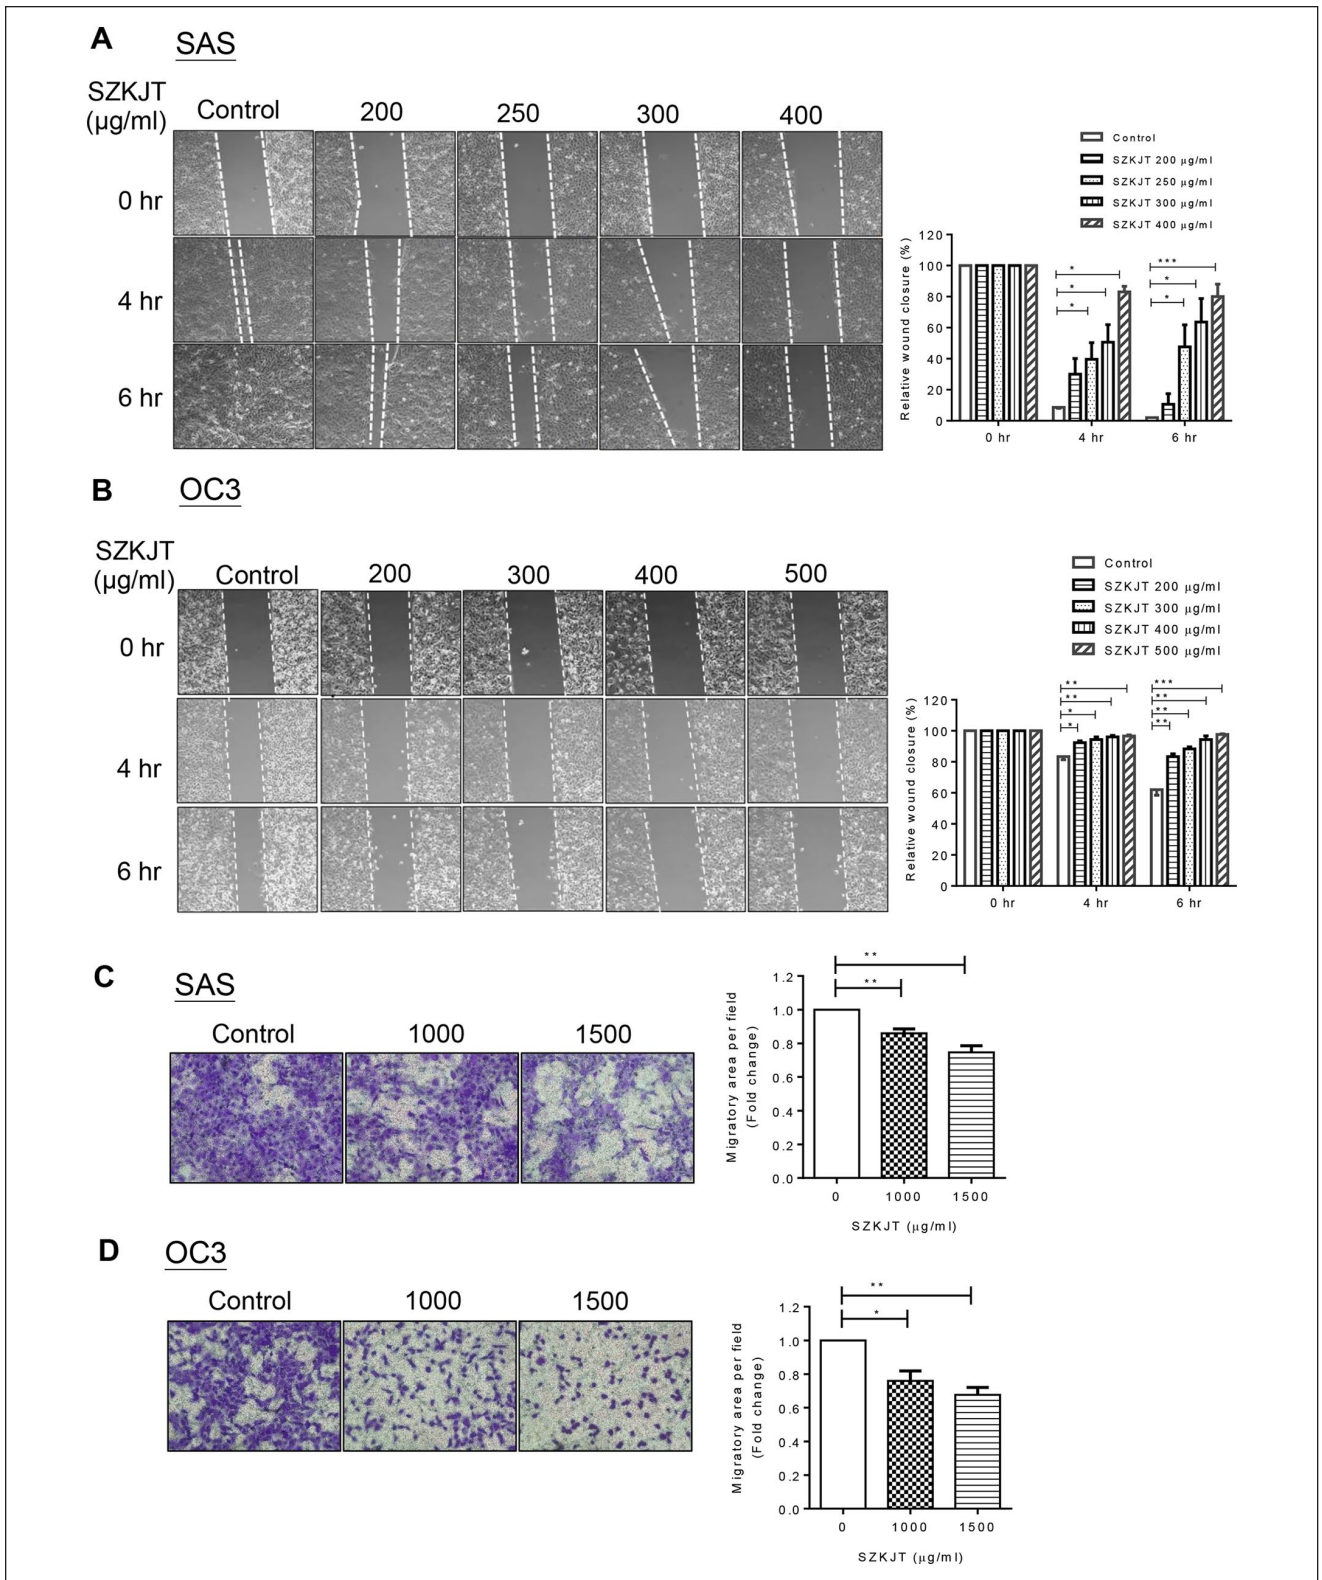 A SAS
SZKJT
(µg/ml)
Control 200 250 300 400
0 hr
4 hr
6 hr
Control
SZKJT 200 µg/ml
SZKJT 250 µg/ml
SZKJT 300 µg/ml
SZKJT 400 µg/ml
Relative wound closure (%)
120
100
80
60
40
20
0
* * *
*** * *
0 hr 4 hr 6 hr
B OC3
SZKJT
(µg/ml)
Control 200 300 400 500
0 hr
4 hr
6 hr
Control
SZKJT 200 µg/ml
SZKJT 300 µg/ml
SZKJT 400 µg/ml
SZKJT 500 µg/ml
Relative wound closure (%)
120
100
80
60
40
20
0
** ** * *
*** ** ** **
0 hr 4 hr 6 hr
C SAS
Control 1000 1500
Migratory area per field
(Fold change)
1.2
1.0
0.8
0.6
0.4
0.2
0.0
**
**
0 1000 1500
SZKJT (µg/ml)
D OC3
Control 1000 1500
Migratory area per field
(Fold change)
1.2
1.0
0.8
0.6
0.4
0.2
0.0
**
*
0 1000 1500
SZKJT (µg/ml)